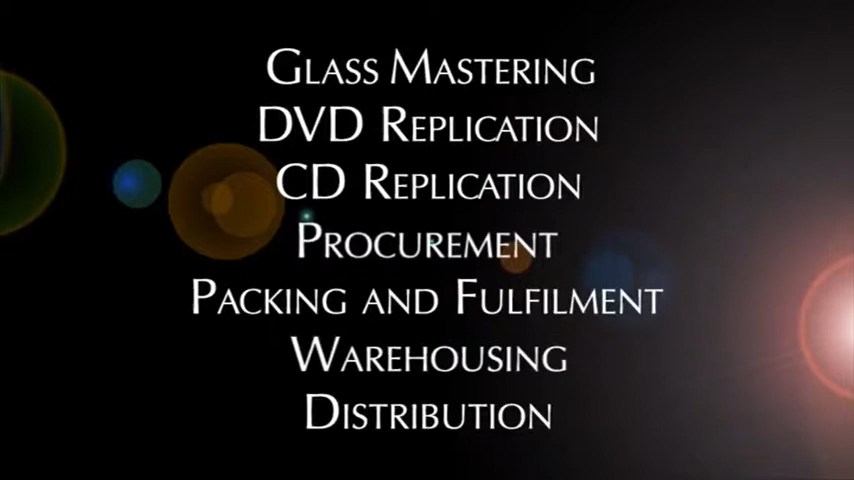 Glass Mastering
DVD Replication
CD Replication
Procurement
Packing and Fulfilment
Warehousing
Distribution